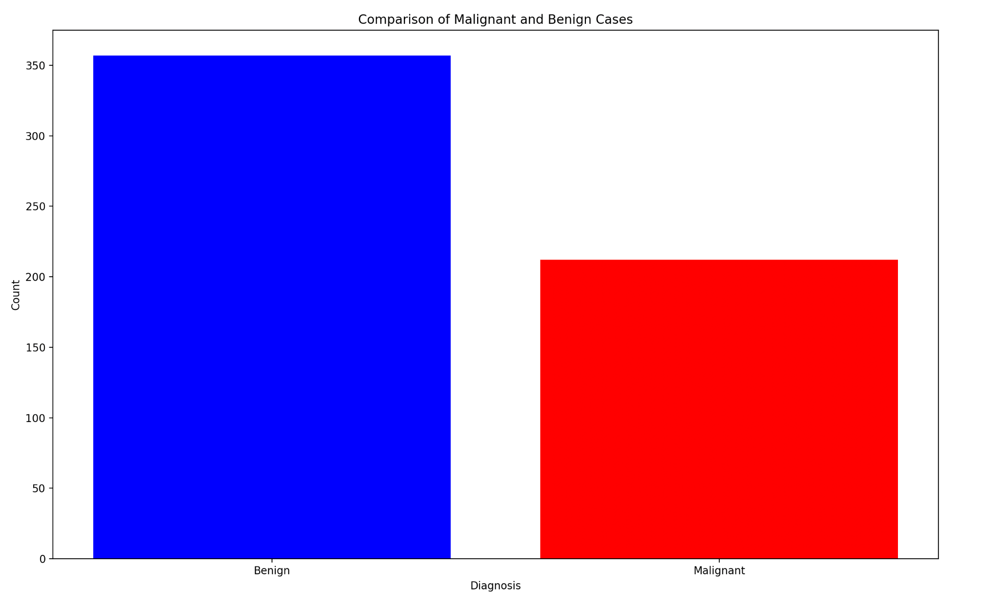 Comparison of Malignant and Benign Cases
350
300
250
200
150
100
50
0
Count
Benign
Malignant
Diagnosis